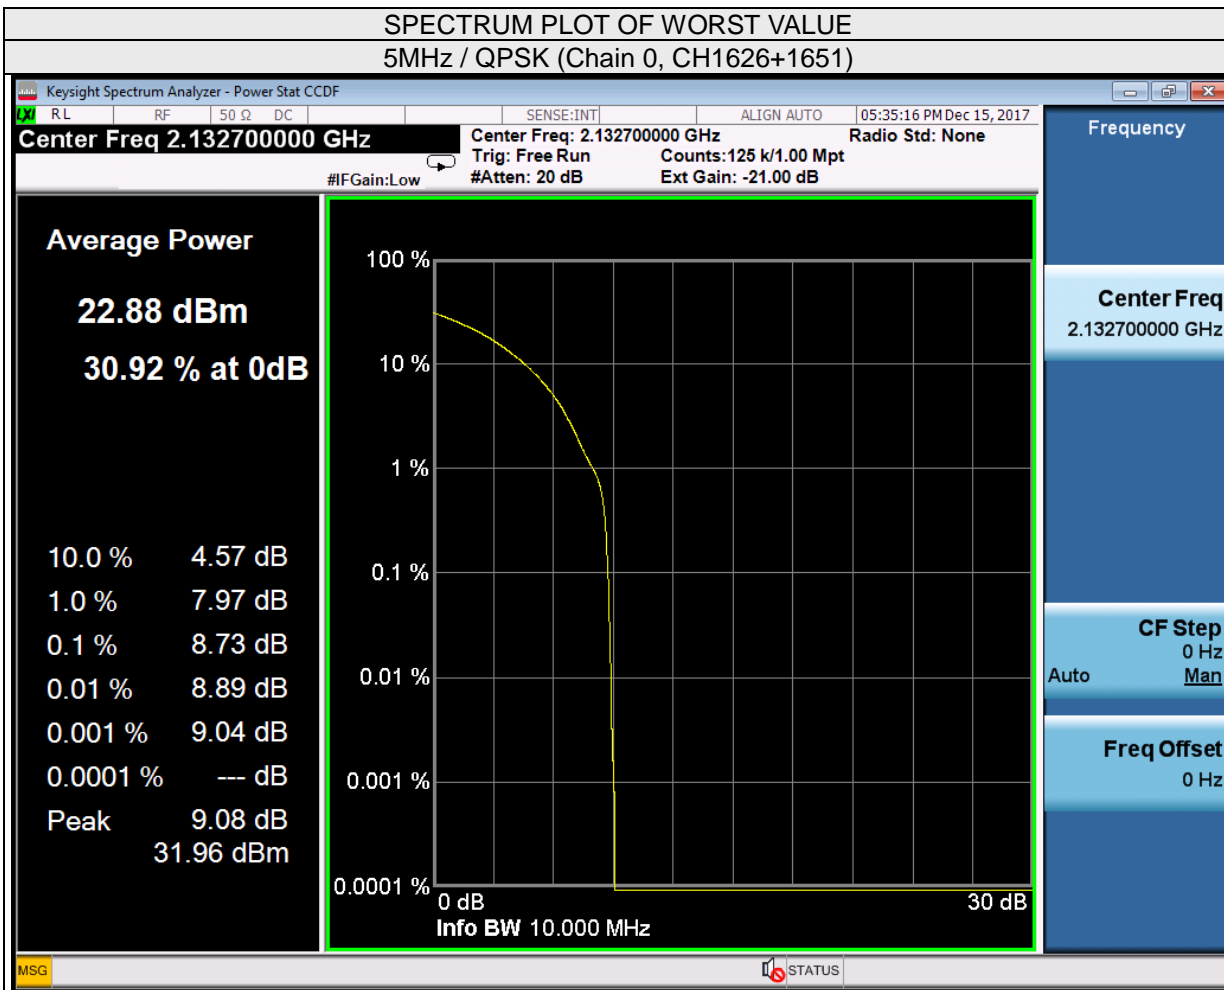 SPECTRUM PLOT OF WORST VALUE
5MHz / QPSK (Chain 0, CH1626+1651)
Keysight Spectrum Analyzer - Power Stat CCDF
LXI RL RF 50 Ω DC SENSE:INT ALIGN AUTO 05:35:16 PM Dec 15, 2017
Center Freq 2.132700000 GHz
#IFGain:Low
Center Freq: 2.132700000 GHz Radio Std: None
Trig: Free Run Counts:125 k/1.00 Mpt
#Atten: 20 dB Ext Gain: -21.00 dB
Average Power
22.88 dBm
30.92 % at 0dB
10.0 % 4.57 dB
1.0 % 7.97 dB
0.1 % 8.73 dB
0.01 % 8.89 dB
0.001 % 9.04 dB
0.0001 % --- dB
Peak 9.08 dB
31.96 dBm
100 %
10 %
1 %
0.1 %
0.01 %
0.001 %
0.0001 %
0 dB 30 dB
Info BW 10.000 MHz
Frequency
Center Freq
2.132700000 GHz
CF Step
0 Hz
Auto Man
Freq Offset
0 Hz
MSG STATUS